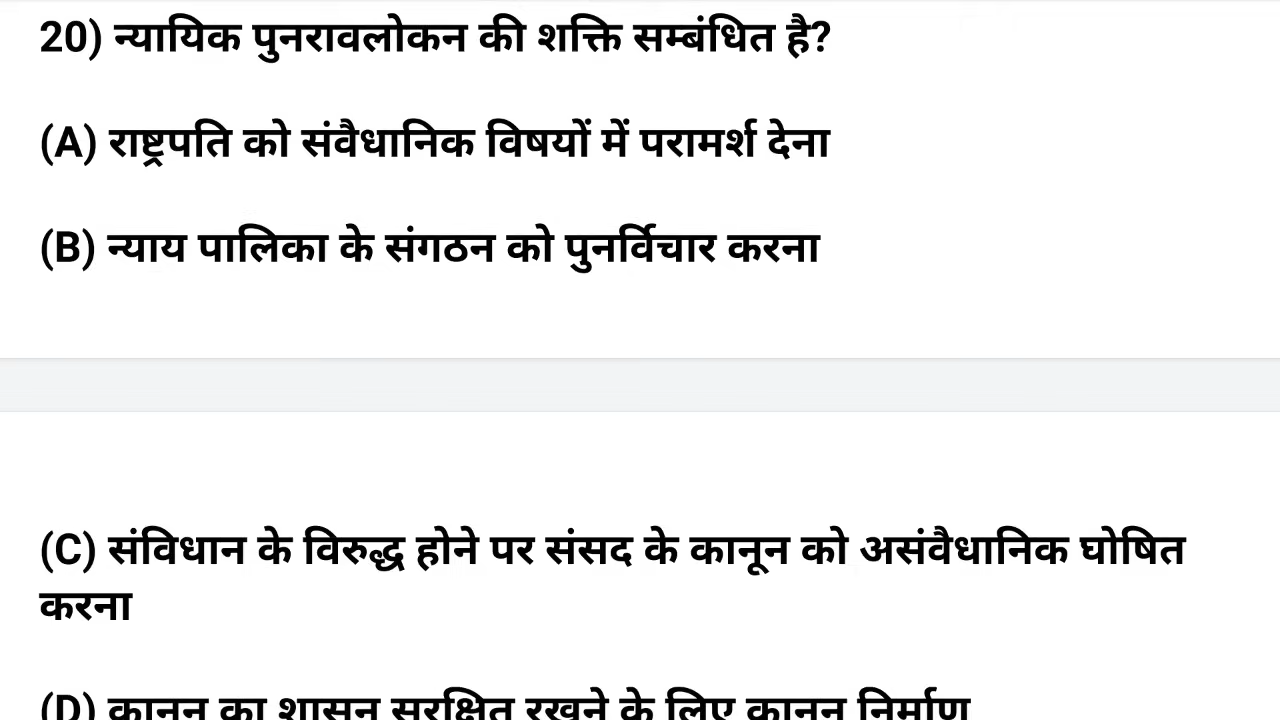 20) न्यायिक पुनरावलोकन की शक्ति सम्बंधित है?
(A) राष्ट्रपति को संवैधानिक विषयों में परामर्श देना
(B) न्याय पालिका के संगठन को पुनर्विचार करना
(C) संविधान के विरुद्ध होने पर संसद के कानून को असंवैधानिक घोषित
करना
(D) कानून का शासन सुरक्षित रखने के लिए कानून निर्माण